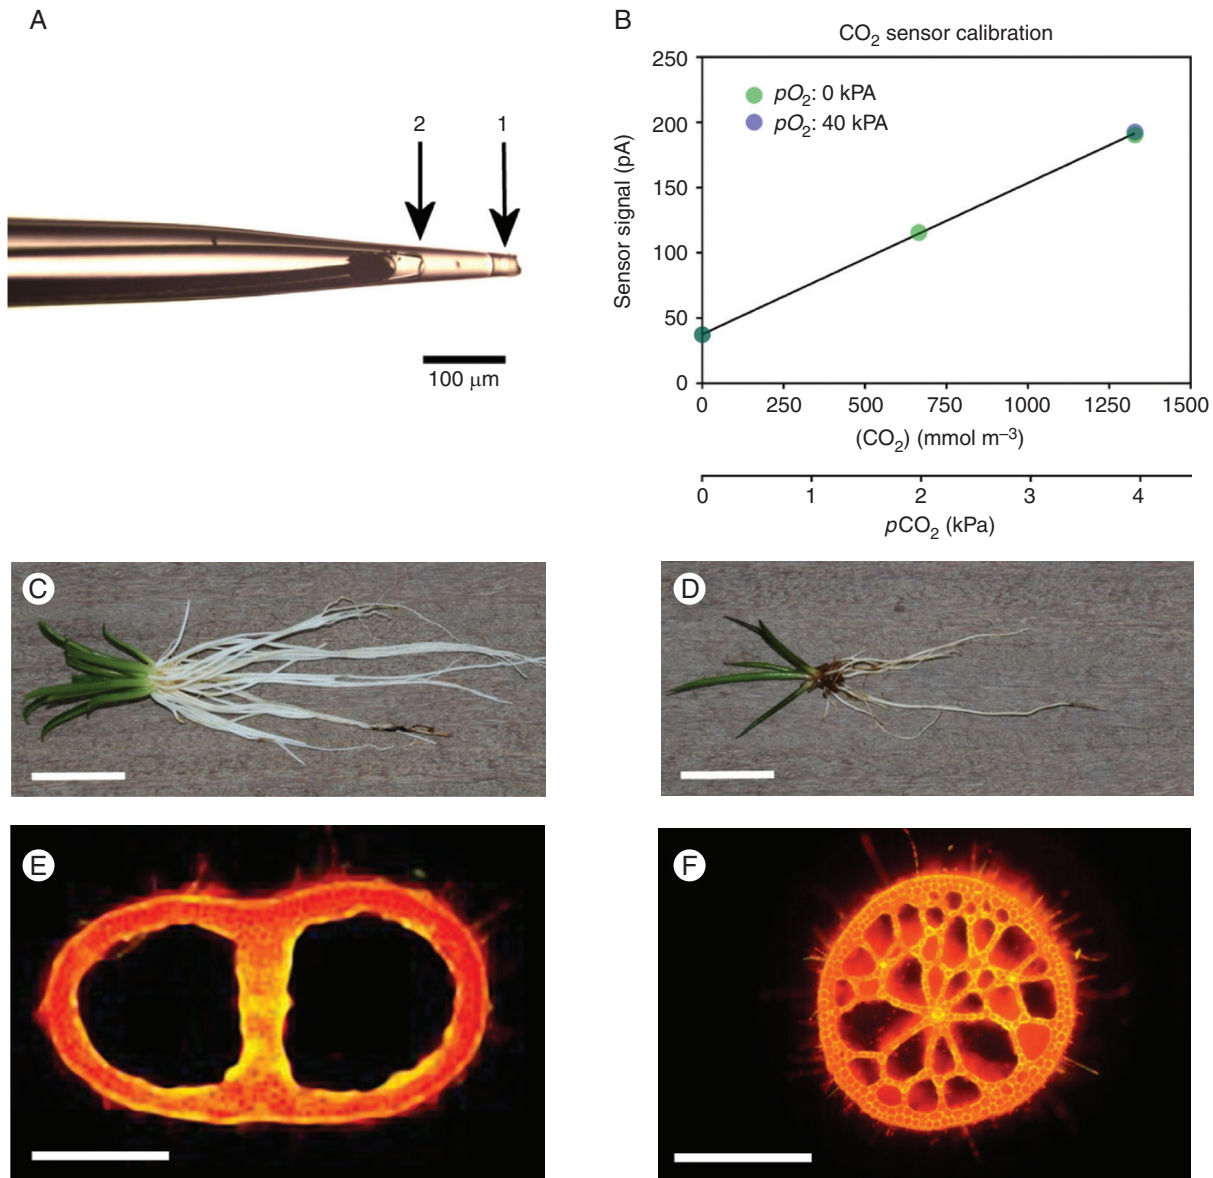 A
2
1
100 μm
B
CO2 sensor calibration
250
200
150
100
50
0
Sensor signal (pA)
pO2: 0 kPA
pO2: 40 kPA
0 250 500 750 1000 1250 1500
(CO2) (mmol m–3)
0 1 2 3 4
pCO2 (kPa)
C
D
E
F